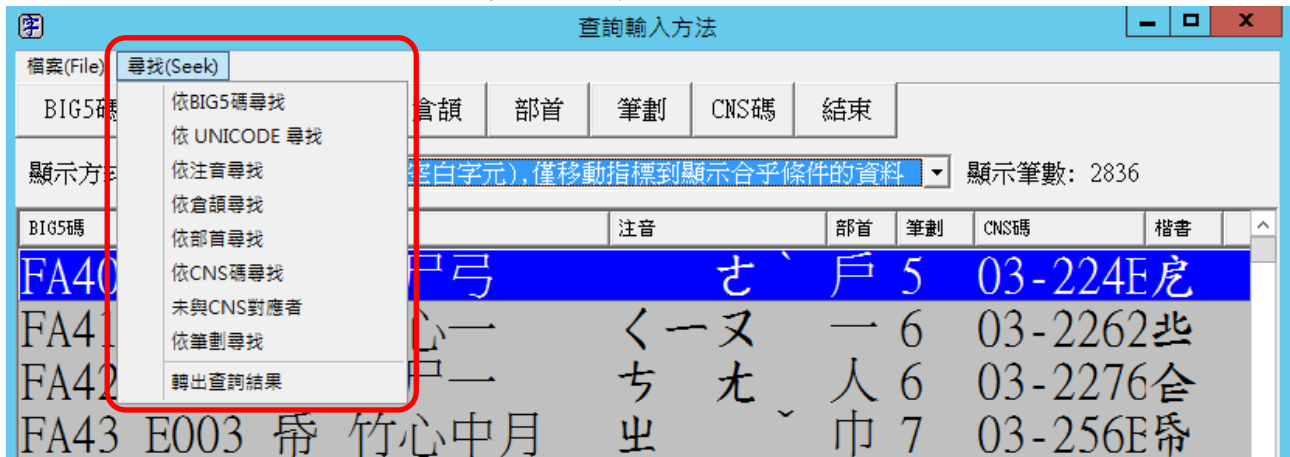 查詢輸入方法
檔案(File) 尋找(Seek)
BIG5碼 倉頡 部首 筆劃 CNS碼 結束
依BIG5碼尋找
依 UNICODE 尋找
依注音尋找
依倉頡尋找
依部首尋找
依CNS碼尋找
未與CNS對應者
依筆劃尋找
轉出查詢結果
顯示方式 空白字元),僅移動指標到顯示合乎條件的資料 顯示筆數: 2836
BIG5碼 注音 部首 筆劃 CNS碼 楷書
FA40 尸弓 ㄜˋ 戶 5 03-224E 戹
FA41 心一 ㄑㄧㄡ 一 6 03-2262
FA42 尸一 ㄘㄤ 人 6 03-2276
FA43 E003 帋 竹心中月 ㄓˇ 巾 7 03-256E 帋